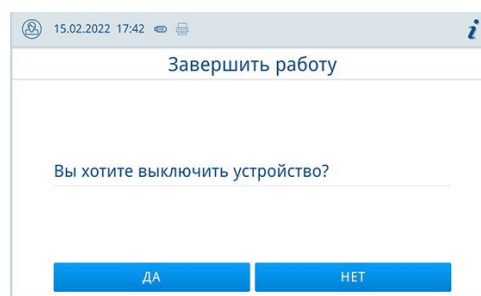 15.02.2022 17:42
i
Завершить работу
Вы хотите выключить устройство?
ДА
НЕТ